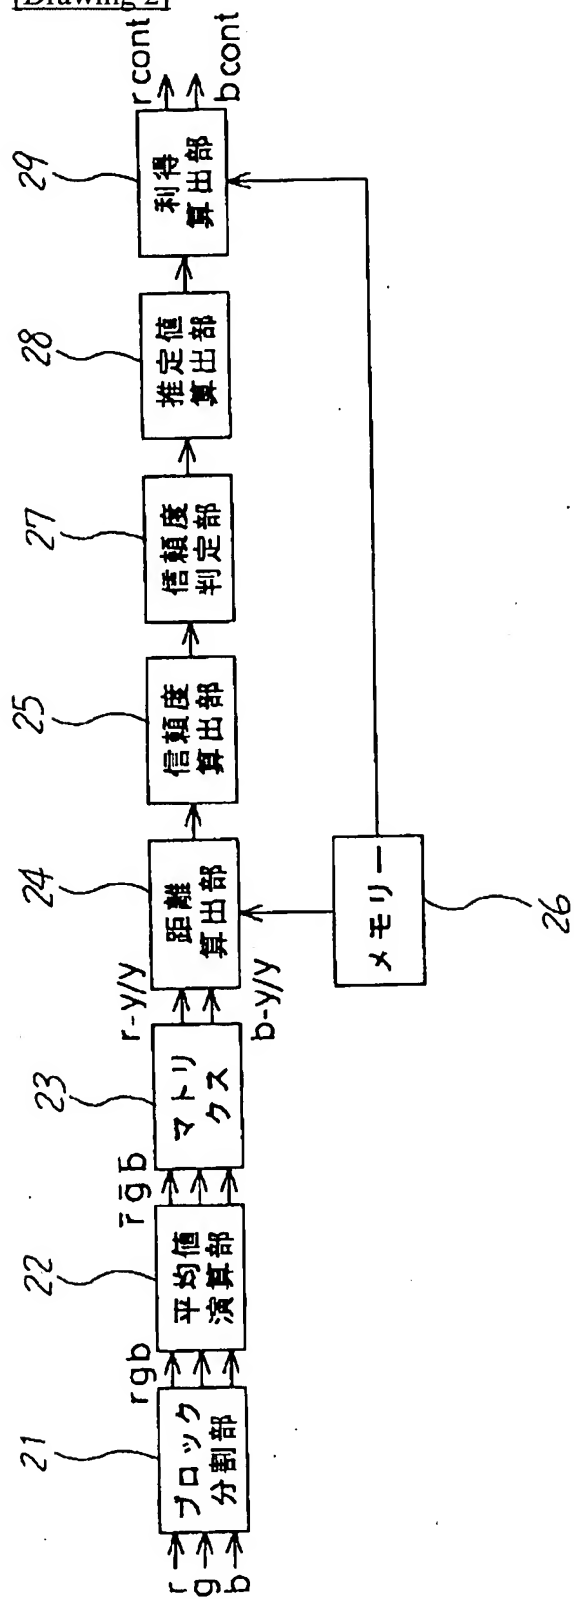 [Drawing 2]
r
g
b
21
ブロック
分割部
r g b
22
平均値
演算部
r̄ ḡ b̄
23
マトリ
クス
r-y/y
b-y/y
24
距離
算出部
25
信頼度
算出部
26
メモリー
27
信頼度
判定部
28
推定値
算出部
29
利得
算出部
r cont
b cont